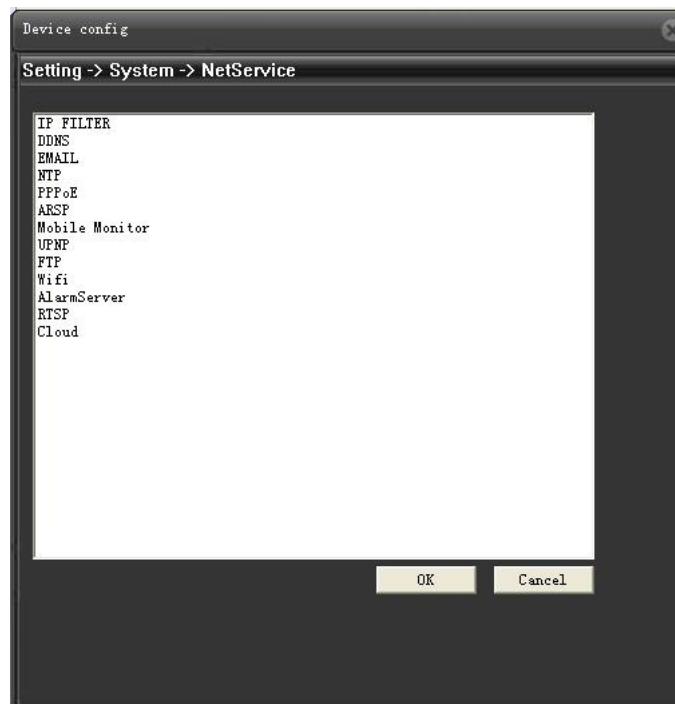 Device config
Setting -> System -> NetService
IP FILTER
DDNS
EMAIL
NTP
PPPoE
ARSP
Mobile Monitor
UPNP
FTP
Wifi
AlarmServer
RTSP
Cloud
OK Cancel